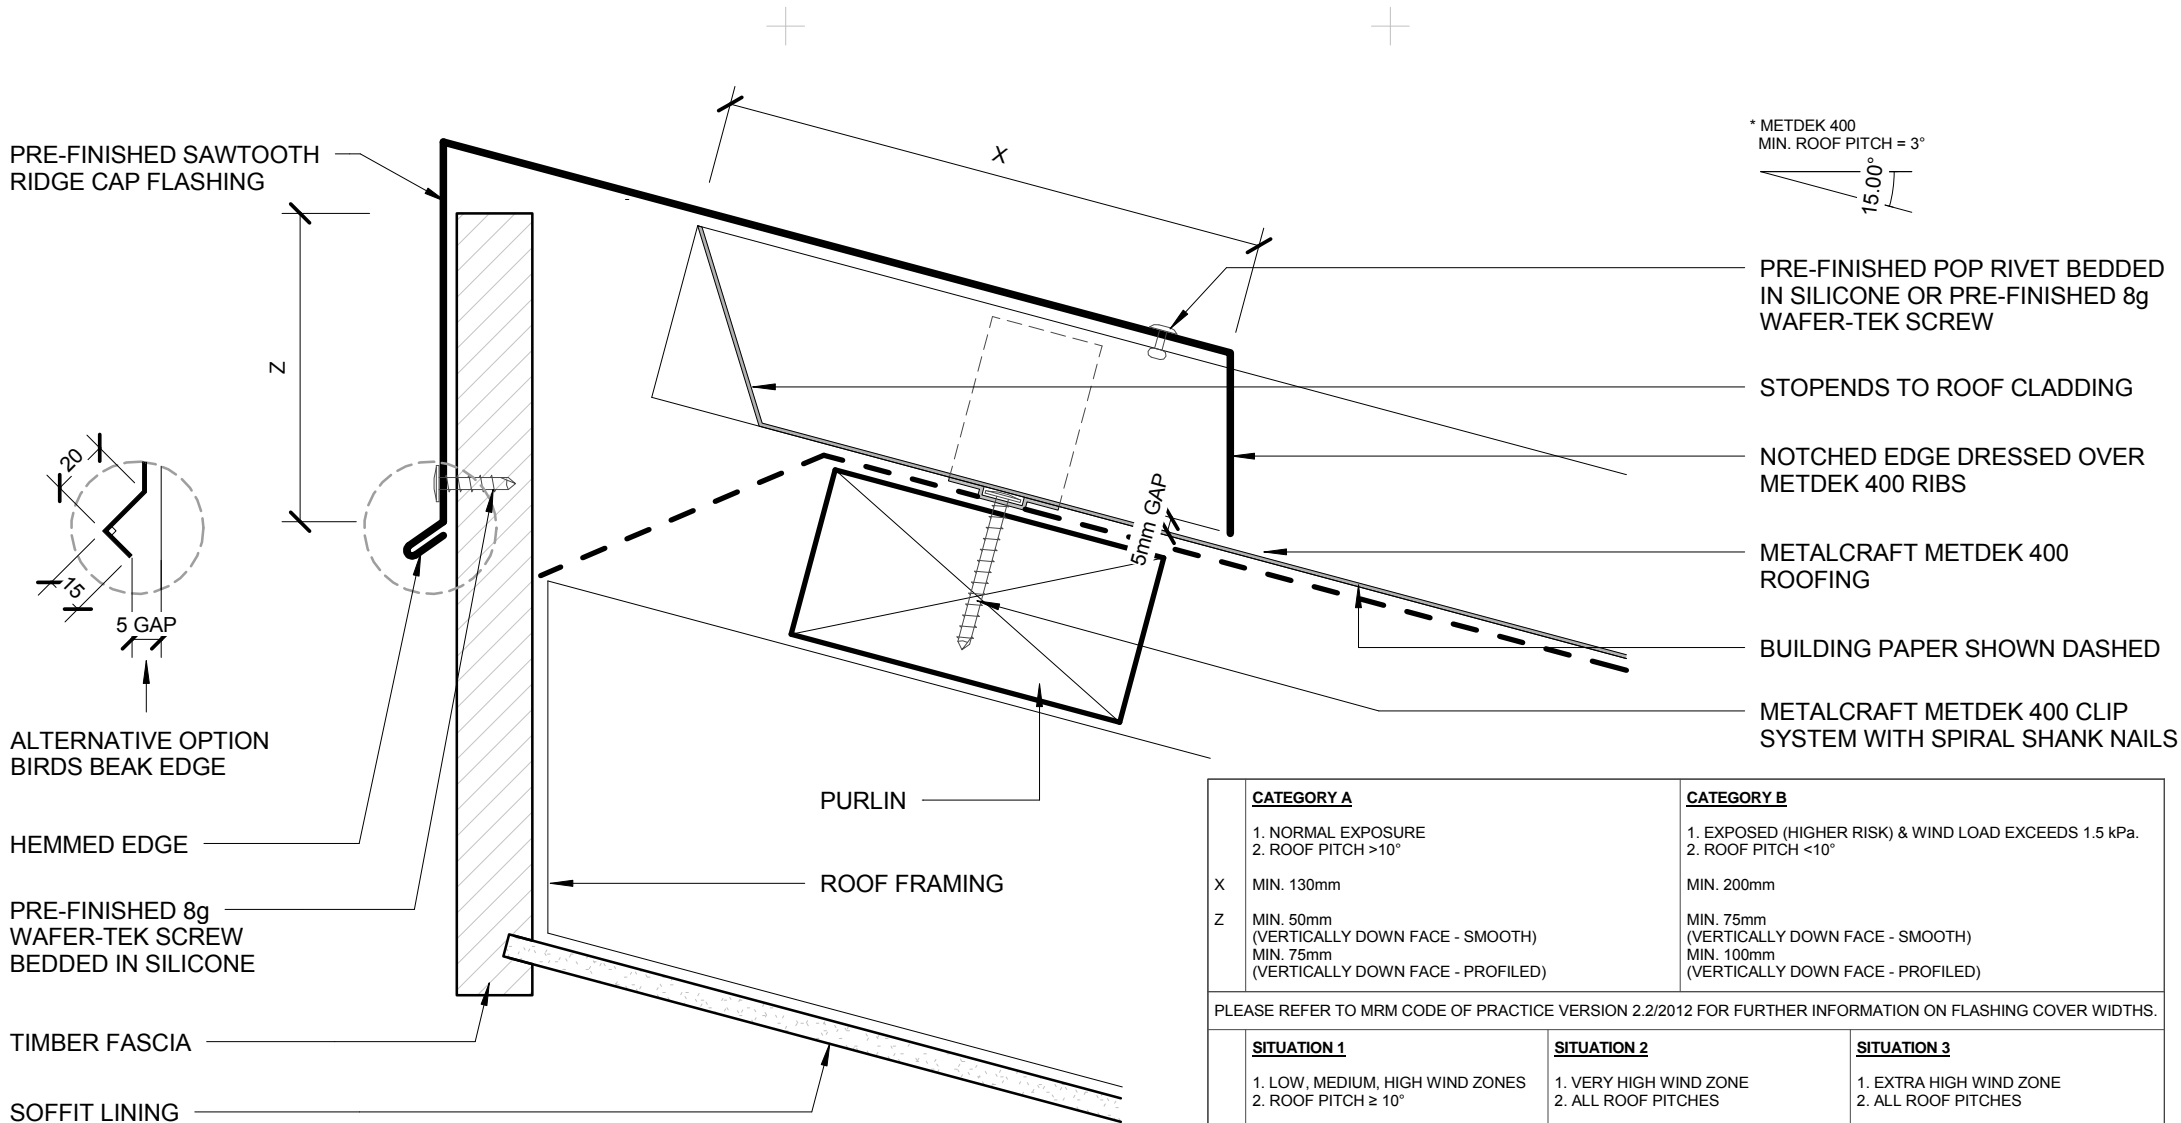 PRE-FINISHED SAWTOOTH
RIDGE CAP FLASHING
X
* METDEK 400
MIN. ROOF PITCH = 3°
15.00°
PRE-FINISHED POP RIVET BEDDED
IN SILICONE OR PRE-FINISHED 8g
WAFER-TEK SCREW
STOPENDS TO ROOF CLADDING
NOTCHED EDGE DRESSED OVER
METDEK 400 RIBS
5mm GAP
METALCRAFT METDEK 400
ROOFING
BUILDING PAPER SHOWN DASHED
METALCRAFT METDEK 400 CLIP
SYSTEM WITH SPIRAL SHANK NAILS
Z
20
15
5 GAP
ALTERNATIVE OPTION
BIRDS BEAK EDGE
HEMMED EDGE
PRE-FINISHED 8g
WAFER-TEK SCREW
BEDDED IN SILICONE
TIMBER FASCIA
SOFFIT LINING
PURLIN
ROOF FRAMING
CATEGORY A
1. NORMAL EXPOSURE
2. ROOF PITCH >10°
CATEGORY B
1. EXPOSED (HIGHER RISK) & WIND LOAD EXCEEDS 1.5 kPa.
2. ROOF PITCH <10°
X MIN. 130mm MIN. 200mm
Z MIN. 50mm
(VERTICALLY DOWN FACE - SMOOTH)
MIN. 75mm
(VERTICALLY DOWN FACE - PROFILED)
MIN. 75mm
(VERTICALLY DOWN FACE - SMOOTH)
MIN. 100mm
(VERTICALLY DOWN FACE - PROFILED)
PLEASE REFER TO MRM CODE OF PRACTICE VERSION 2.2/2012 FOR FURTHER INFORMATION ON FLASHING COVER WIDTHS.
SITUATION 1
1. LOW, MEDIUM, HIGH WIND ZONES
2. ROOF PITCH ≥ 10°
SITUATION 2
1. VERY HIGH WIND ZONE
2. ALL ROOF PITCHES
SITUATION 3
1. EXTRA HIGH WIND ZONE
2. ALL ROOF PITCHES